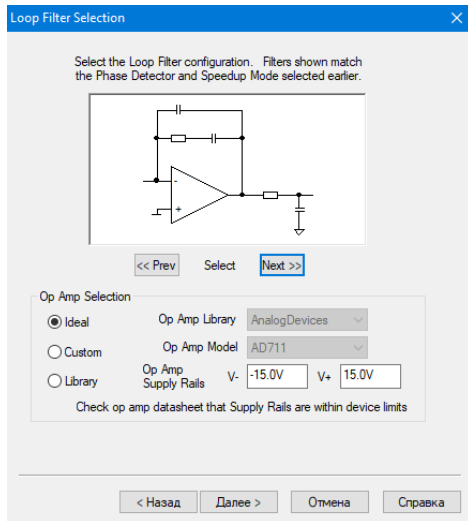 Loop Filter Selection
Select the Loop Filter configuration. Filters shown match
the Phase Detector and Speedup Mode selected earlier.
-
+
<< Prev Select Next >>
Op Amp Selection
Ideal Op Amp Library AnalogDevices
Custom Op Amp Model AD711
Library Op Amp Supply Rails V- -15.0V V+ 15.0V
Check op amp datasheet that Supply Rails are within device limits
< Назад Далее > Отмена Справка